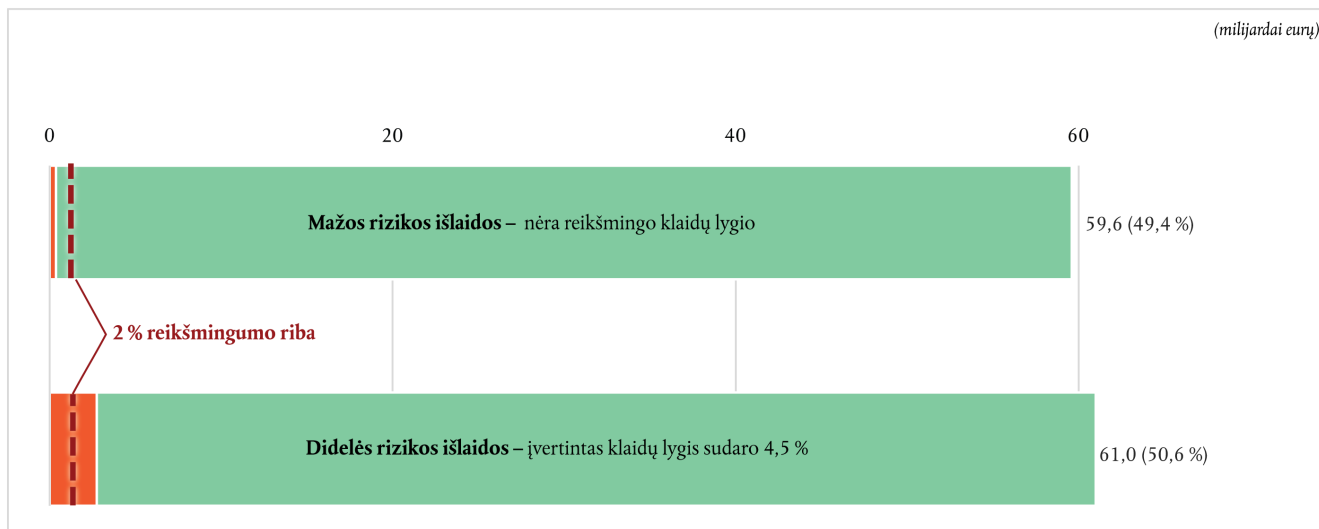 (milijardai eurų)
0 20 40 60
Mažos rizikos išlaidos – nėra reikšmingo klaidų lygio
59,6 (49,4 %)
2 % reikšmingumo riba
Didelės rizikos išlaidos – įvertintas klaidų lygis sudaro 4,5 %
61,0 (50,6 %)